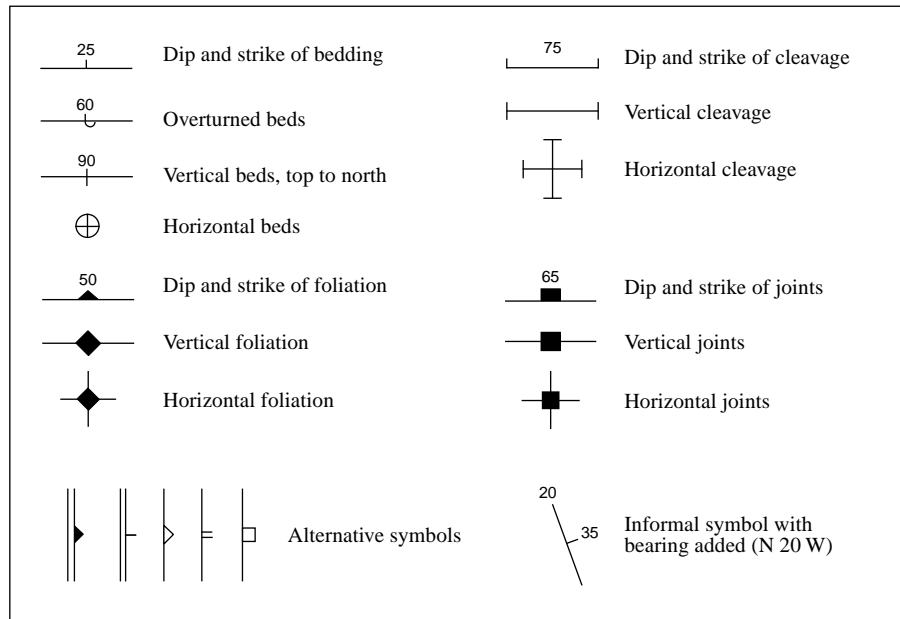 25
Dip and strike of bedding
60
Overturned beds
90
Vertical beds, top to north
Horizontal beds
50
Dip and strike of foliation
Vertical foliation
Horizontal foliation
75
Dip and strike of cleavage
Vertical cleavage
Horizontal cleavage
65
Dip and strike of joints
Vertical joints
Horizontal joints
Alternative symbols
20
35
Informal symbol with
bearing added (N 20 W)